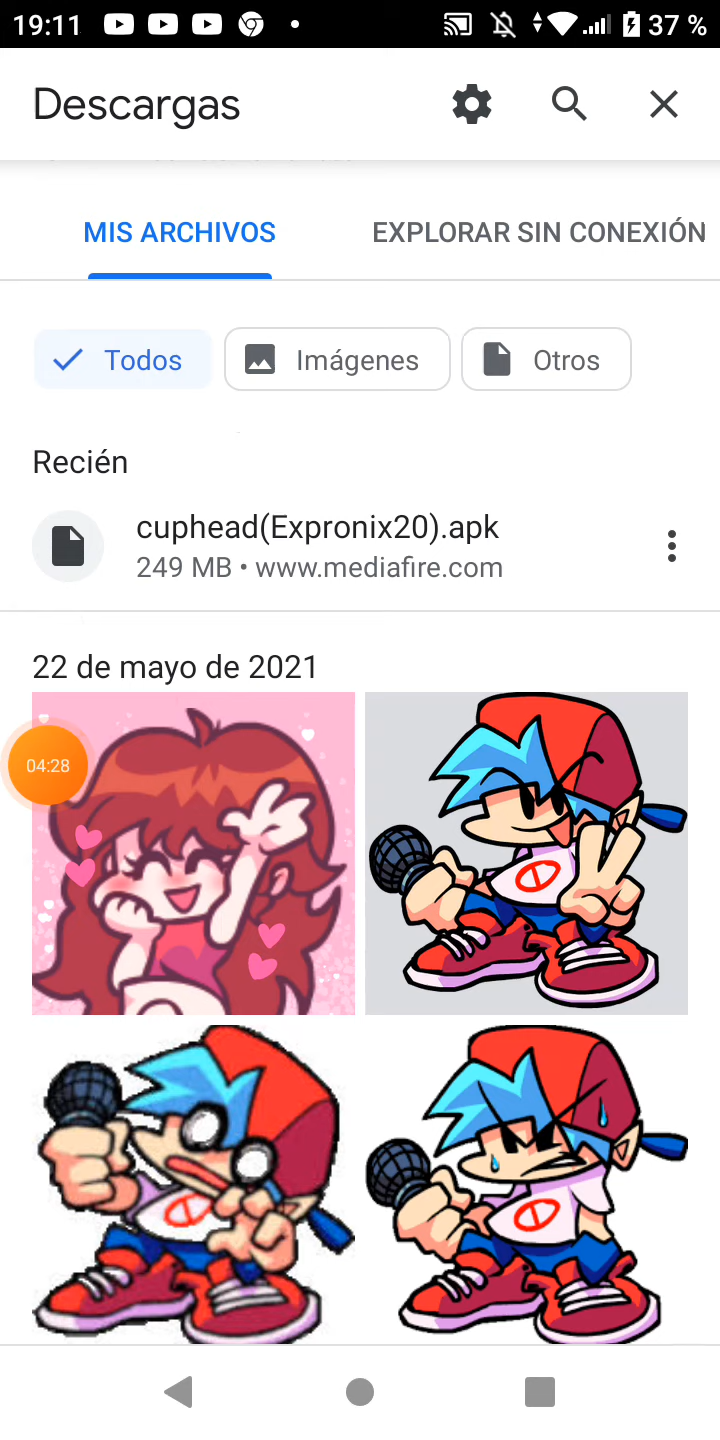 19:11
37 %
Descargas
MIS ARCHIVOS
EXPLORAR SIN CONEXIÓN
Todos
Imágenes
Otros
Recién
cuphead(Expronix20).apk
249 MB • www.mediafire.com
22 de mayo de 2021
04:28